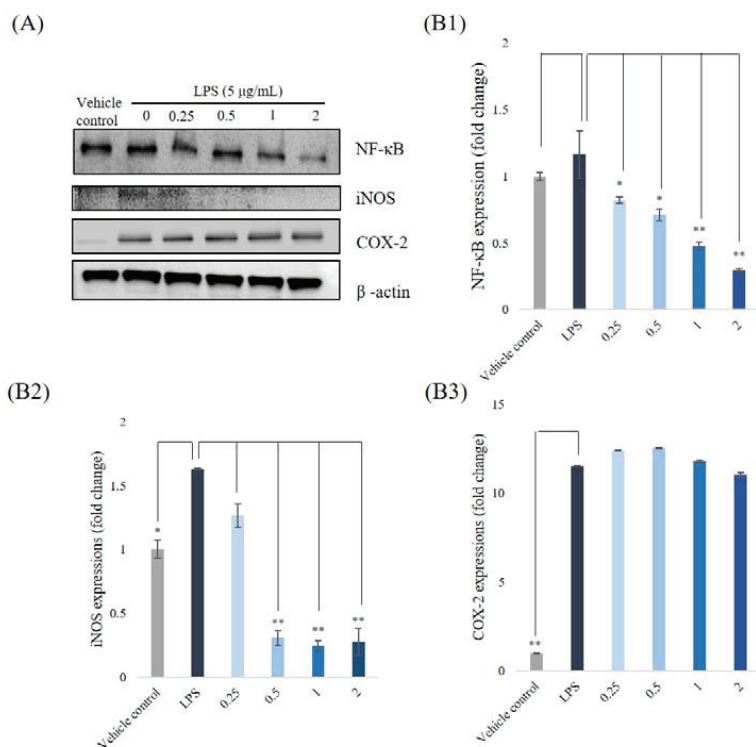 (A)
Vehicle
control
LPS (5 μg/mL)
0 0.25 0.5 1 2
NF-κB
iNOS
COX-2
β -actin
(B1)
NF-κB expression (fold change)
2
1.5
1
0.5
0
* * ** **
Vehicle control LPS 0.25 0.5 1 2
(B2)
iNOS expressions (fold change)
2
1.5
1
0.5
0
* ** ** **
Vehicle control LPS 0.25 0.5 1 2
(B3)
COX-2 expressions (fold change)
15
10
5
0
**
Vehicle control LPS 0.25 0.5 1 2